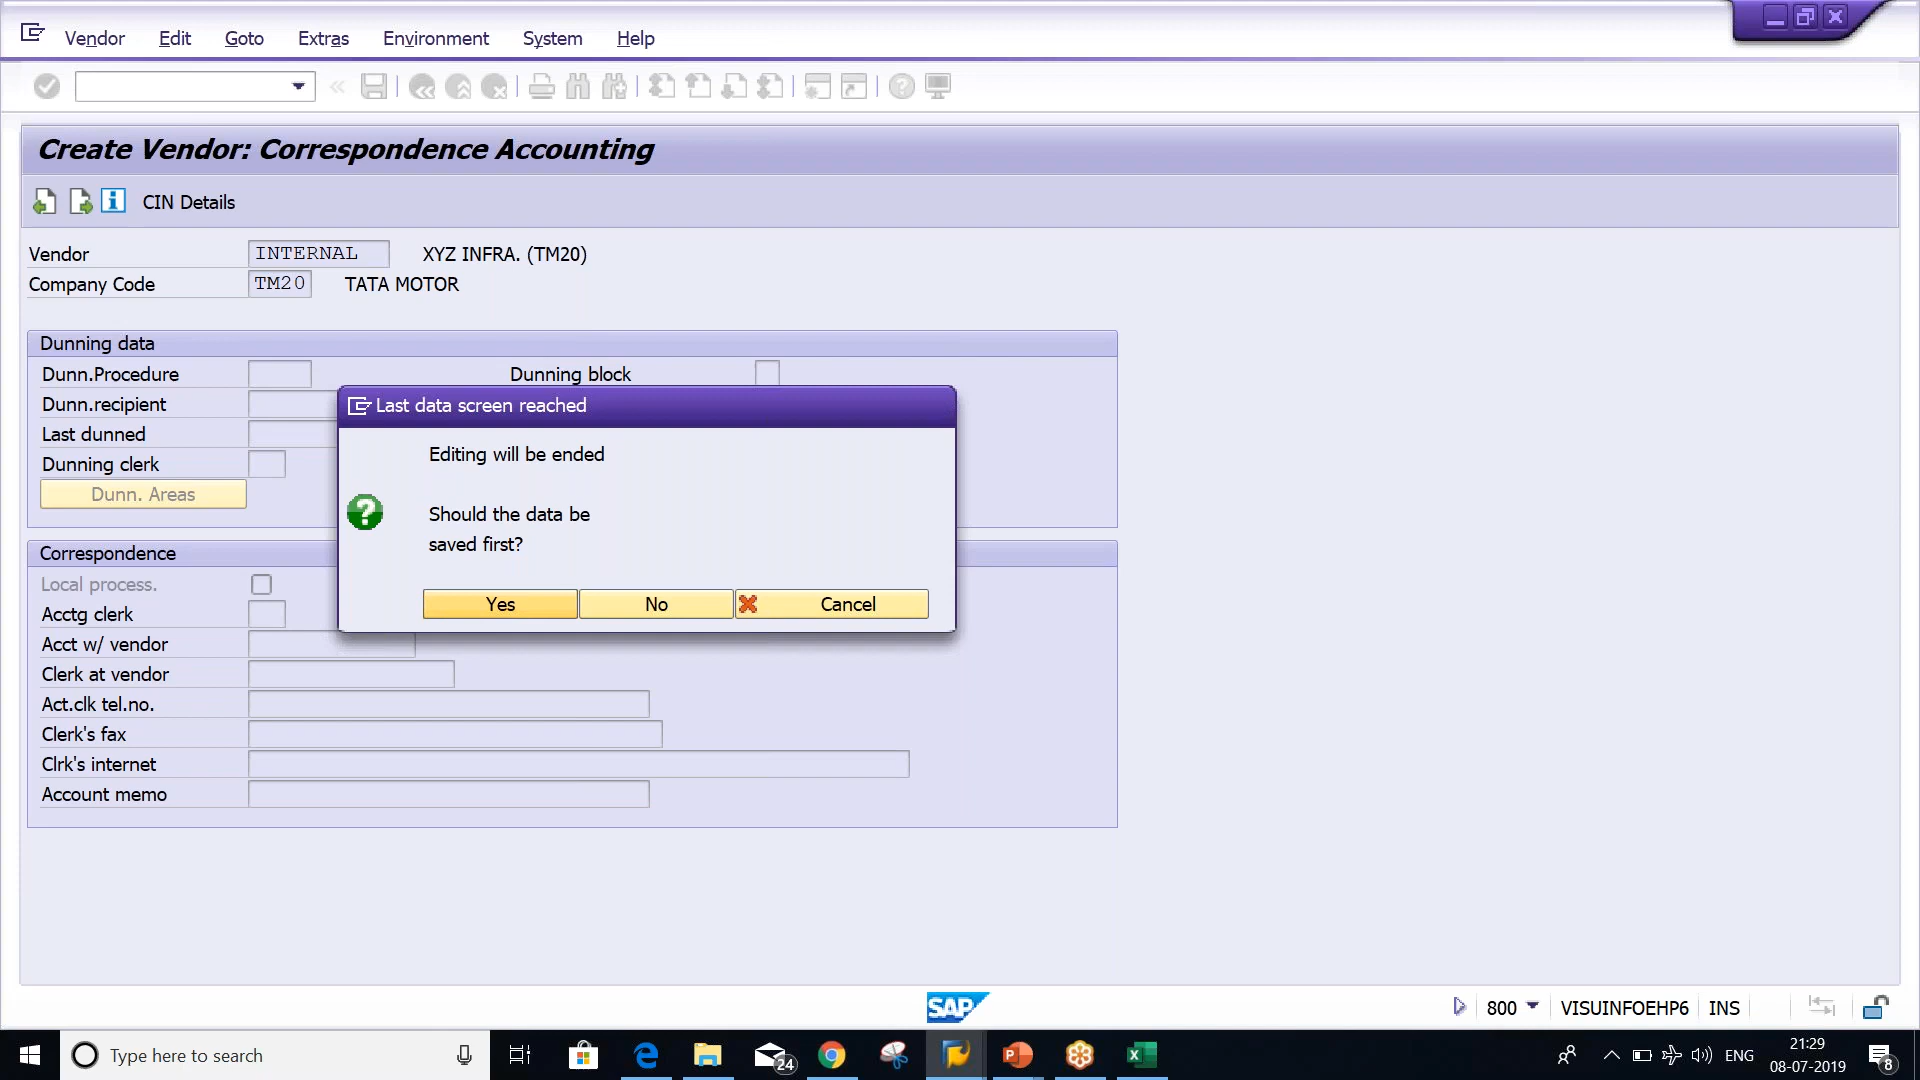 Vendor Edit Goto Extras Environment System Help
Create Vendor: Correspondence Accounting
CIN Details
Vendor INTERNAL XYZ INFRA. (TM20)
Company Code TM20 TATA MOTOR
Dunning data
Dunn.Procedure Dunning block
Dunn.recipient
Last dunned
Dunning clerk
Dunn. Areas
Last data screen reached
Editing will be ended
Should the data be
saved first?
Yes No Cancel
Correspondence
Local process.
Acctg clerk
Acct w/ vendor
Clerk at vendor
Act.clk tel.no.
Clerk's fax
Clrk's internet
Account memo
SAP
800 VISUINFOEHP6 INS
Type here to search
24
ENG
21:29
08-07-2019
8